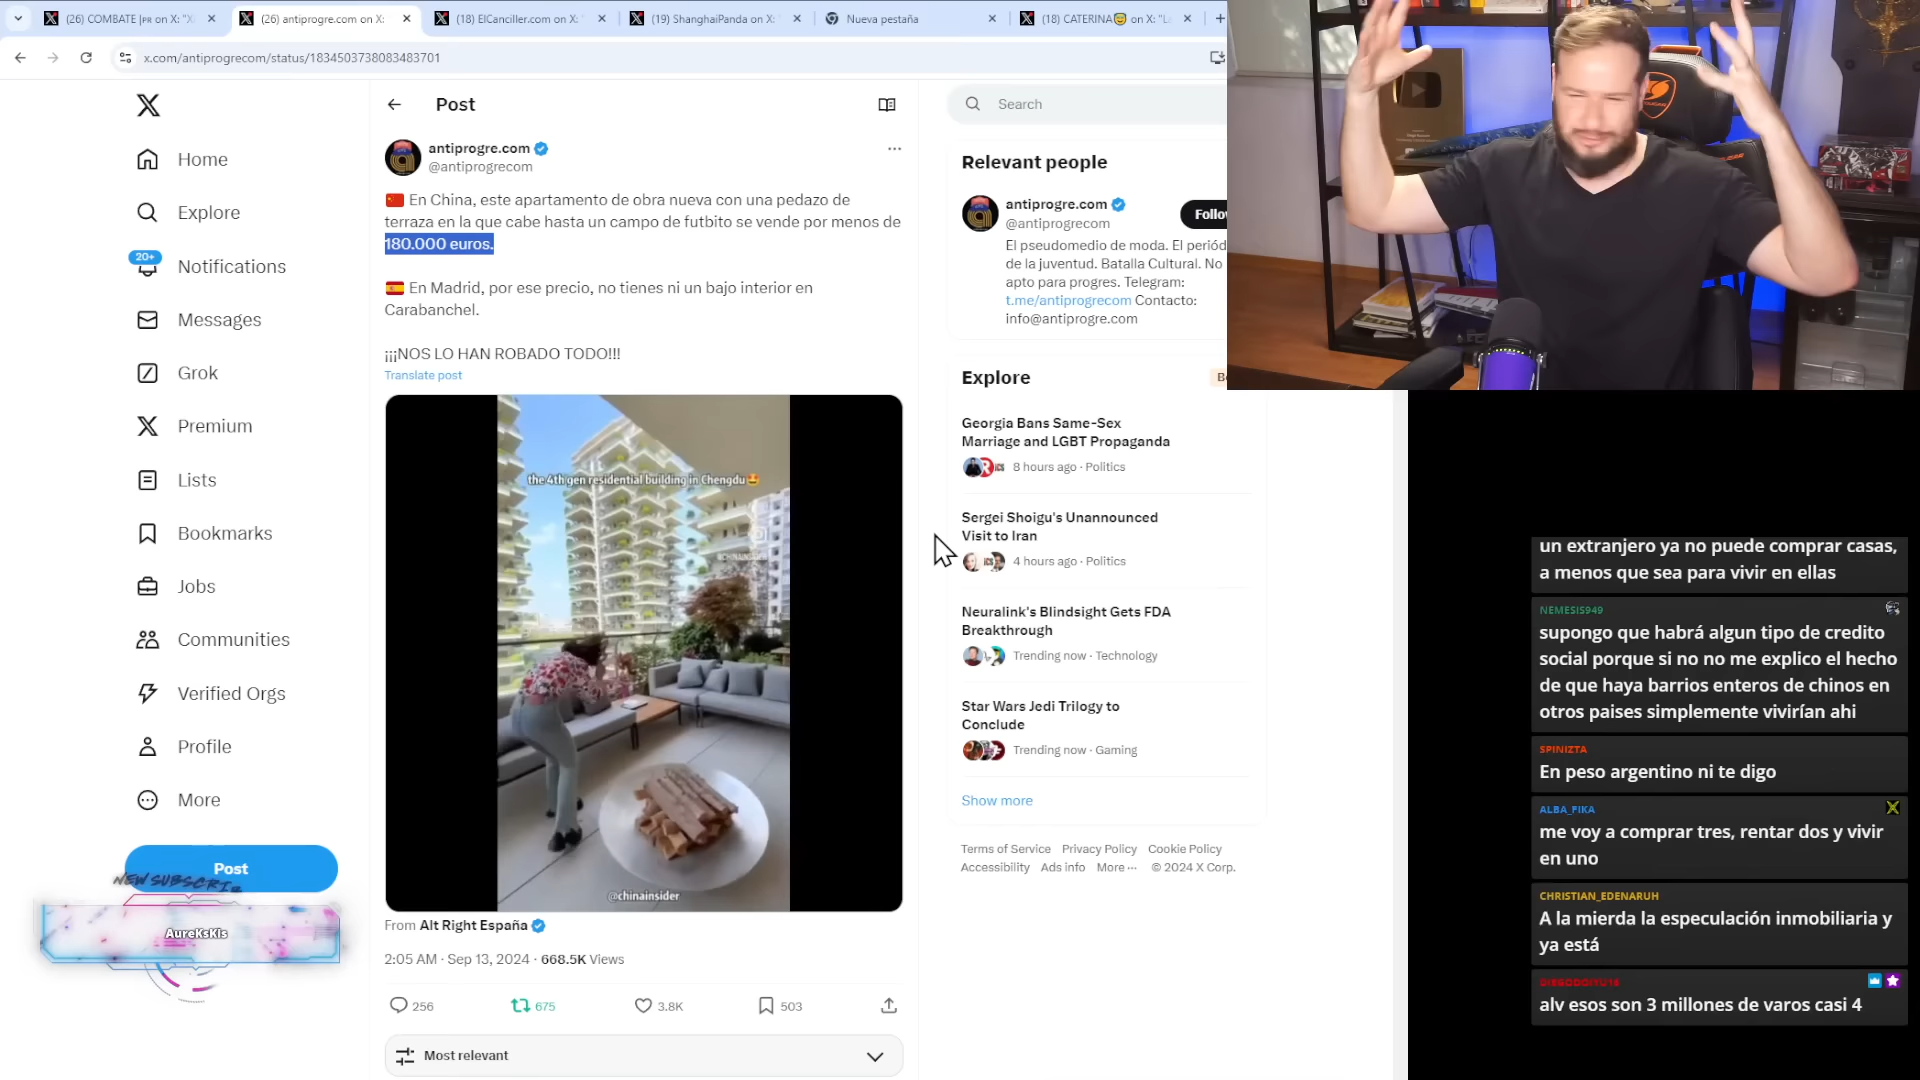 (26) COMBATE |PR on X: "X
(26) antiprogre.com on X:
(18) ElCanciller.com on X: "
(19) ShanghaiPanda on X: "
Nueva pestaña
(18) CATERINA😇 on X: "La
x.com/antiprogrecom/status/1834503738083483701
Home
Explore
20+
Notifications
Messages
Grok
Premium
Lists
Bookmarks
Jobs
Communities
Verified Orgs
Profile
More
Post
NEW SUBSCRIB
AureKsKIs
Post
antiprogre.com
@antiprogrecom
🇨🇳 En China, este apartamento de obra nueva con una pedazo de
terraza en la que cabe hasta un campo de futbito se vende por menos de
180.000 euros.
🇪🇸 En Madrid, por ese precio, no tienes ni un bajo interior en
Carabanchel.
¡¡¡NOS LO HAN ROBADO TODO!!!
Translate post
the 4th gen residential building in Chengdu🤩
@CHINAINSIDER
@chinainsider
From Alt Right España
2:05 AM · Sep 13, 2024 · 668.5K Views
256
675
3.8K
503
Most relevant
Search
Relevant people
antiprogre.com
@antiprogrecom
Follo
El pseudomedio de moda. El periód
de la juventud. Batalla Cultural. No
apto para progres. Telegram:
t.me/antiprogrecom Contacto:
info@antiprogre.com
Explore
Be
Georgia Bans Same-Sex
Marriage and LGBT Propaganda
8 hours ago · Politics
Sergei Shoigu's Unannounced
Visit to Iran
4 hours ago · Politics
Neuralink's Blindsight Gets FDA
Breakthrough
Trending now · Technology
Star Wars Jedi Trilogy to
Conclude
Trending now · Gaming
Show more
Terms of Service Privacy Policy Cookie Policy
Accessibility Ads info More ··· © 2024 X Corp.
COUGAR
un extranjero ya no puede comprar casas,
a menos que sea para vivir en ellas
NEMESIS949
supongo que habrá algun tipo de credito
social porque si no no me explico el hecho
de que haya barrios enteros de chinos en
otros paises simplemente vivirían ahi
SPINIZTA
En peso argentino ni te digo
ALBA_FIKA
me voy a comprar tres, rentar dos y vivir
en uno
CHRISTIAN_EDENARUH
A la mierda la especulación inmobiliaria y
ya está
alv esos son 3 millones de varos casi 4